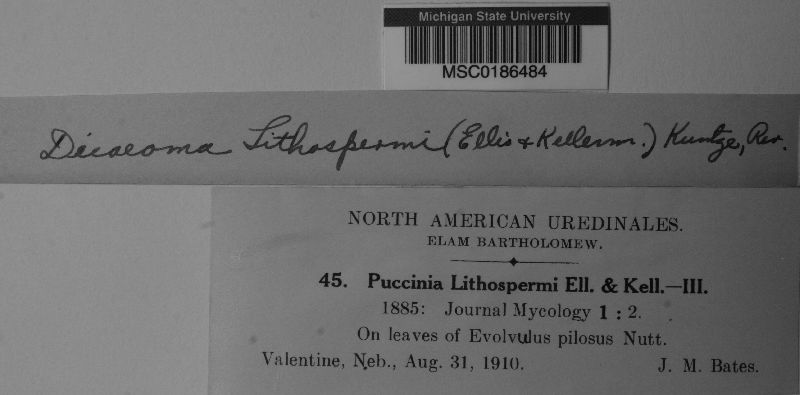 Michigan State University
MSC0186484
Dicaeoma Lithospermi (Ellis & Kellerm.) Kuntze, Rev.
NORTH AMERICAN UREDINALES.
ELAM BARTHOLOMEW.
45. Puccinia Lithospermi Ell. & Kell.—III.
1885: Journal Mycology 1 : 2.
On leaves of Evolvulus pilosus Nutt.
Valentine, Neb., Aug. 31, 1910. J. M. Bates.